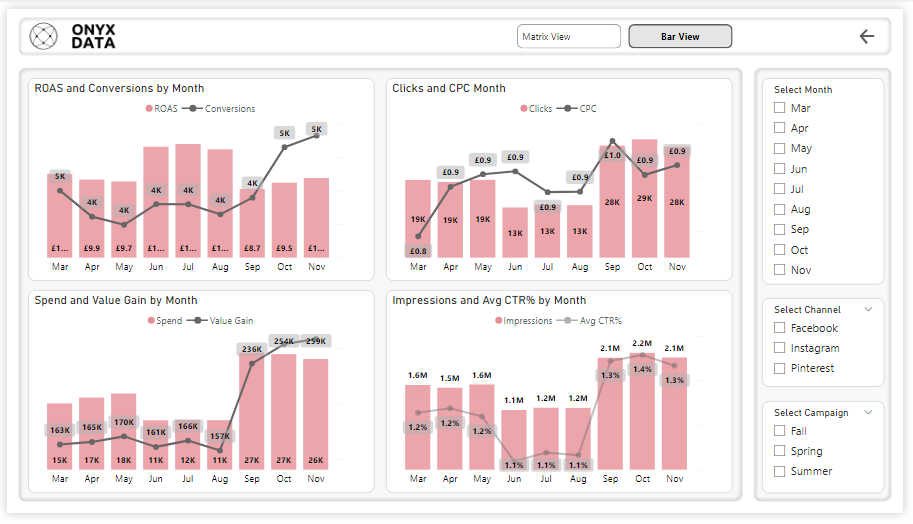 ONYX
DATA
Matrix View
Bar View
ROAS and Conversions by Month
ROAS
Conversions
5K
4K
4K
4K
4K
4K
4K
5K
5K
£1...
£9.9
£9.7
£1...
£1...
£1...
£8.7
£9.5
£1...
Mar
Apr
May
Jun
Jul
Aug
Sep
Oct
Nov
Clicks and CPC Month
Clicks
CPC
£0.8
£0.9
£0.9
£0.9
£0.9
£0.9
£1.0
£0.9
£0.9
19K
19K
19K
13K
13K
13K
28K
29K
28K
Mar
Apr
May
Jun
Jul
Aug
Sep
Oct
Nov
Spend and Value Gain by Month
Spend
Value Gain
163K
165K
170K
161K
166K
157K
236K
254K
259K
15K
17K
18K
11K
12K
11K
27K
27K
26K
Mar
Apr
May
Jun
Jul
Aug
Sep
Oct
Nov
Impressions and Avg CTR% by Month
Impressions
Avg CTR%
1.6M
1.5M
1.6M
1.1M
1.2M
1.2M
2.1M
2.2M
2.1M
1.2%
1.2%
1.2%
1.1%
1.1%
1.1%
1.3%
1.4%
1.3%
Mar
Apr
May
Jun
Jul
Aug
Sep
Oct
Nov
Select Month
Mar
Apr
May
Jun
Jul
Aug
Sep
Oct
Nov
Select Channel
Facebook
Instagram
Pinterest
Select Campaign
Fall
Spring
Summer